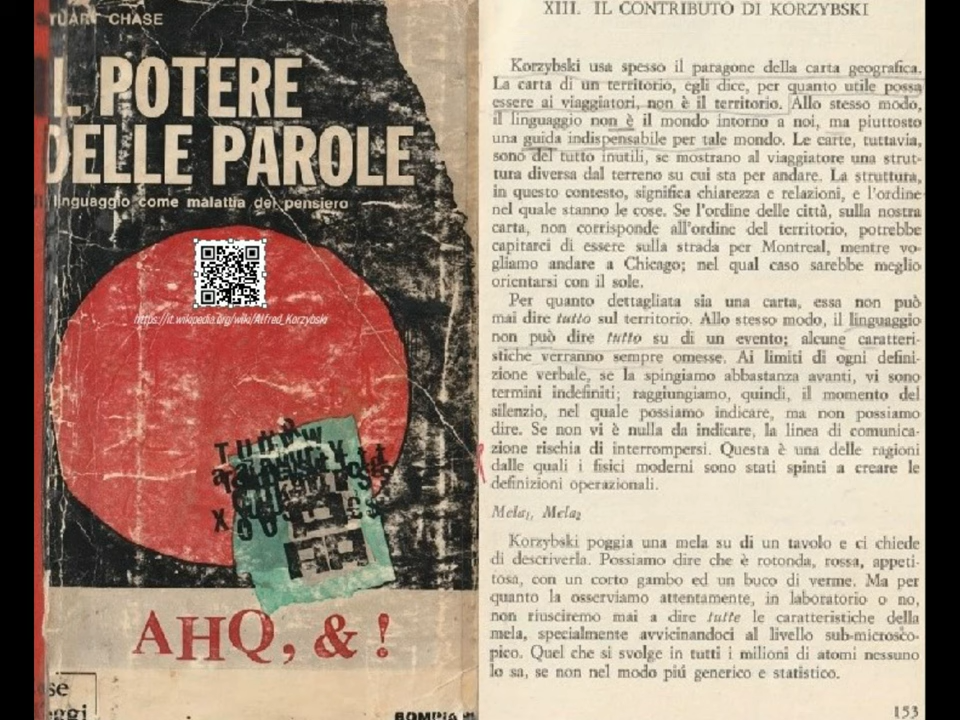 STUART CHASE
IL POTERE
DELLE PAROLE
linguaggio come malattia del pensiero
https://it.wikipedia.org/wiki/Alfred_Korzybski
AHQ, & !
BOMPIA
XIII. IL CONTRIBUTO DI KORZYBSKI
Korzybski usa spesso il paragone della carta geografica.
La carta di un territorio, egli dice, per quanto utile possa
essere ai viaggiatori, non è il territorio. Allo stesso modo,
il linguaggio non è il mondo intorno a noi, ma piuttosto
una guida indispensabile per tale mondo. Le carte, tuttavia,
sono del tutto inutili, se mostrano al viaggiatore una strut-
tura diversa dal terreno su cui sta per andare. La struttura,
in questo contesto, significa chiarezza e relazioni, e l'ordine
nel quale stanno le cose. Se l'ordine delle città, sulla nostra
carta, non corrisponde all'ordine del territorio, potrebbe
capitarci di essere sulla strada per Montreal, mentre vo-
gliamo andare a Chicago; nel qual caso sarebbe meglio
orientarsi con il sole.
Per quanto dettagliata sia una carta, essa non può
mai dire tutto sul territorio. Allo stesso modo, il linguaggio
non può dire tutto su di un evento; alcune caratteri-
stiche verranno sempre omesse. Ai limiti di ogni defini-
zione verbale, se la spingiamo abbastanza avanti, vi sono
termini indefiniti; raggiungiamo, quindi, il momento del
silenzio, nel quale possiamo indicare, ma non possiamo
dire. Se non vi è nulla da indicare, la linea di comunica-
zione rischia di interrompersi. Questa è una delle ragioni
dalle quali i fisici moderni sono stati spinti a creare le
definizioni operazionali.
Mela₁, Mela₂
Korzybski poggia una mela su di un tavolo e ci chiede
di descriverla. Possiamo dire che è rotonda, rossa, appeti-
tosa, con un corto gambo ed un buco di verme. Ma per
quanto la osserviamo attentamente, in laboratorio o no,
non riusciremo mai a dire tutte le caratteristiche della
mela, specialmente avvicinandoci al livello sub-microsco-
pico. Quel che si svolge in tutti i milioni di atomi nessuno
lo sa, se non nel modo piú generico e statistico.
153